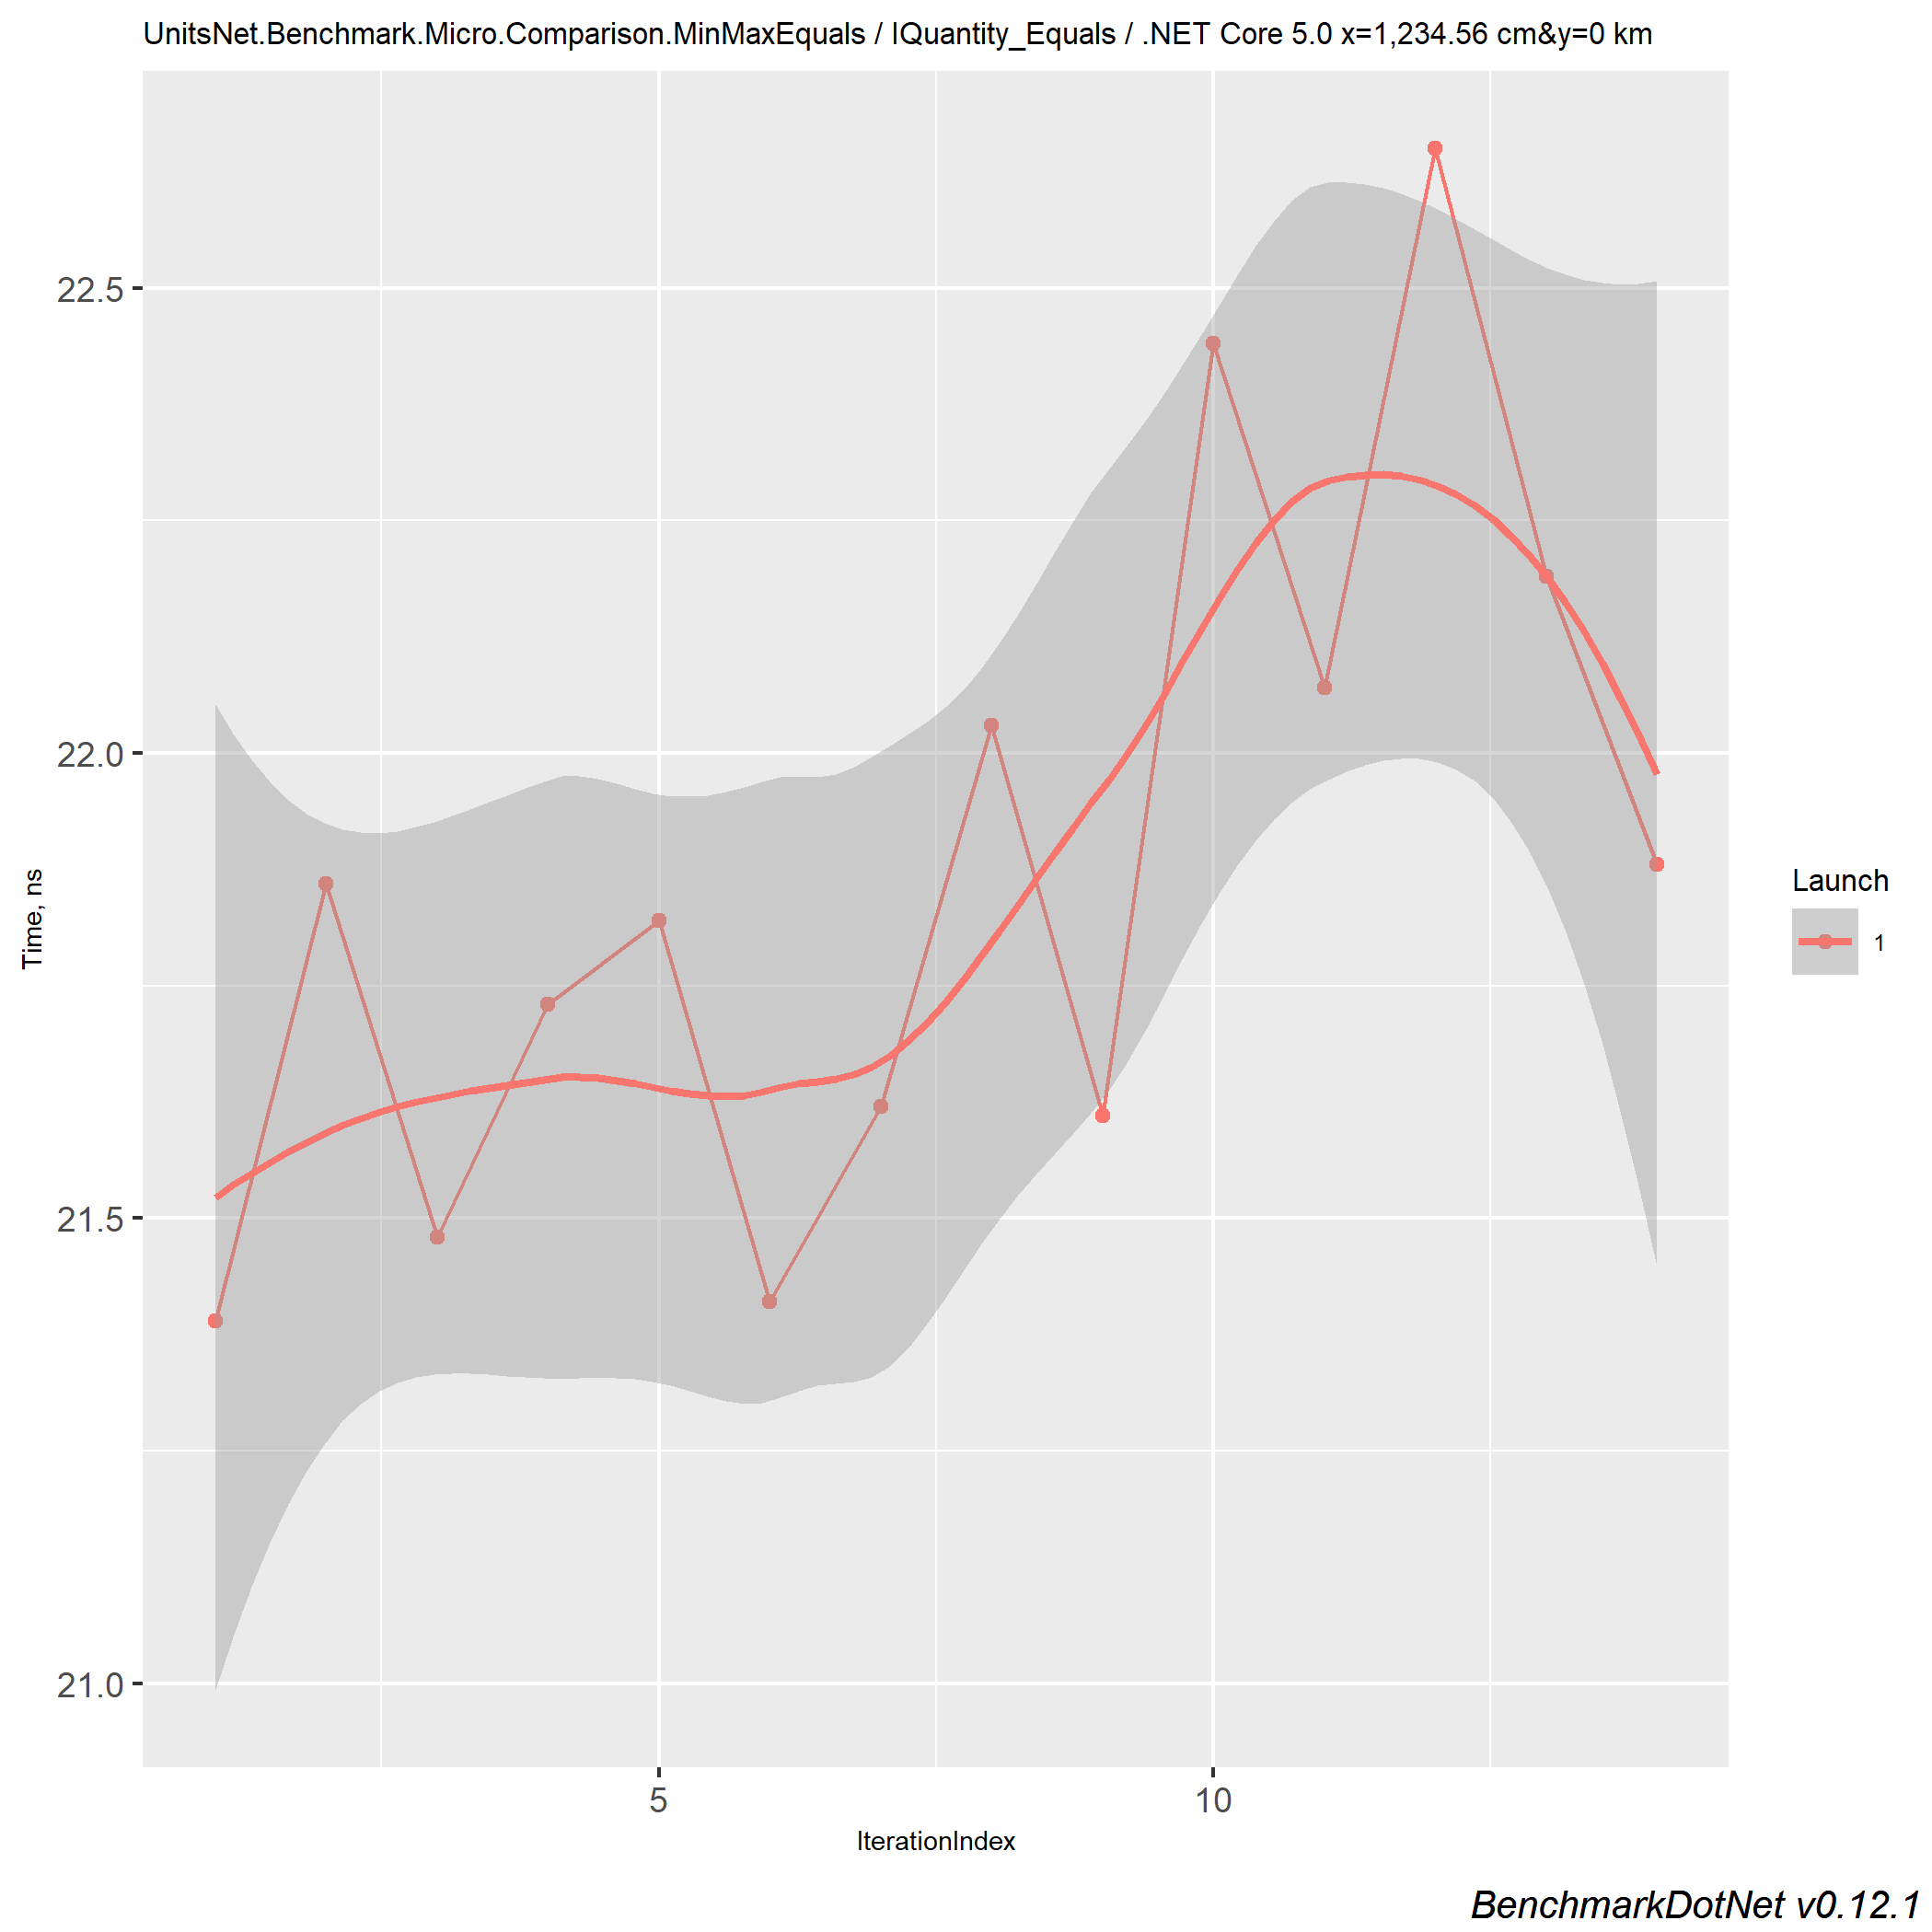 UnitsNet.Benchmark.Micro.Comparison.MinMaxEquals / IQuantity_Equals / .NET Core 5.0 x=1,234.56 cm&y=0 km
22.5
22.0
21.5
21.0
Time, ns
5
10
IterationIndex
Launch
1
BenchmarkDotNet v0.12.1